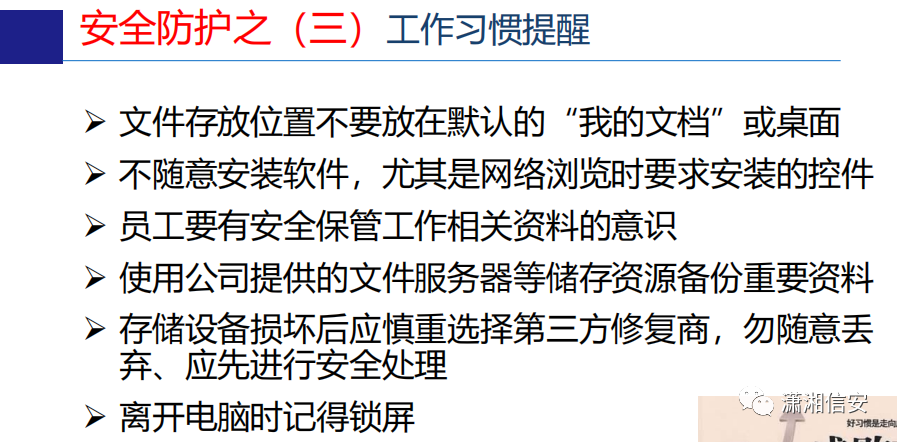 安全防护之（三）工作习惯提醒
文件存放位置不要放在默认的“我的文档”或桌面
不随意安装软件，尤其是网络浏览时要求安装的控件
员工要有安全保管工作相关资料的意识
使用公司提供的文件服务器等储存资源备份重要资料
存储设备损坏后应慎重选择第三方修复商，勿随意丢
弃、应先进行安全处理
离开电脑时记得锁屏
潇湘信安
好习惯是走向